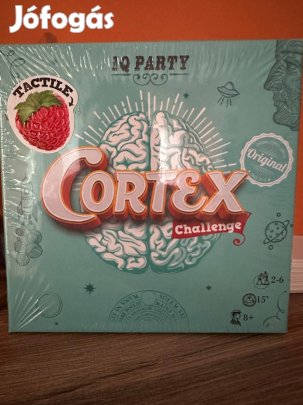 Jófogás
IQ PARTY
TACTILE
Original
CORTEX
Challenge
2-6
15'
8+